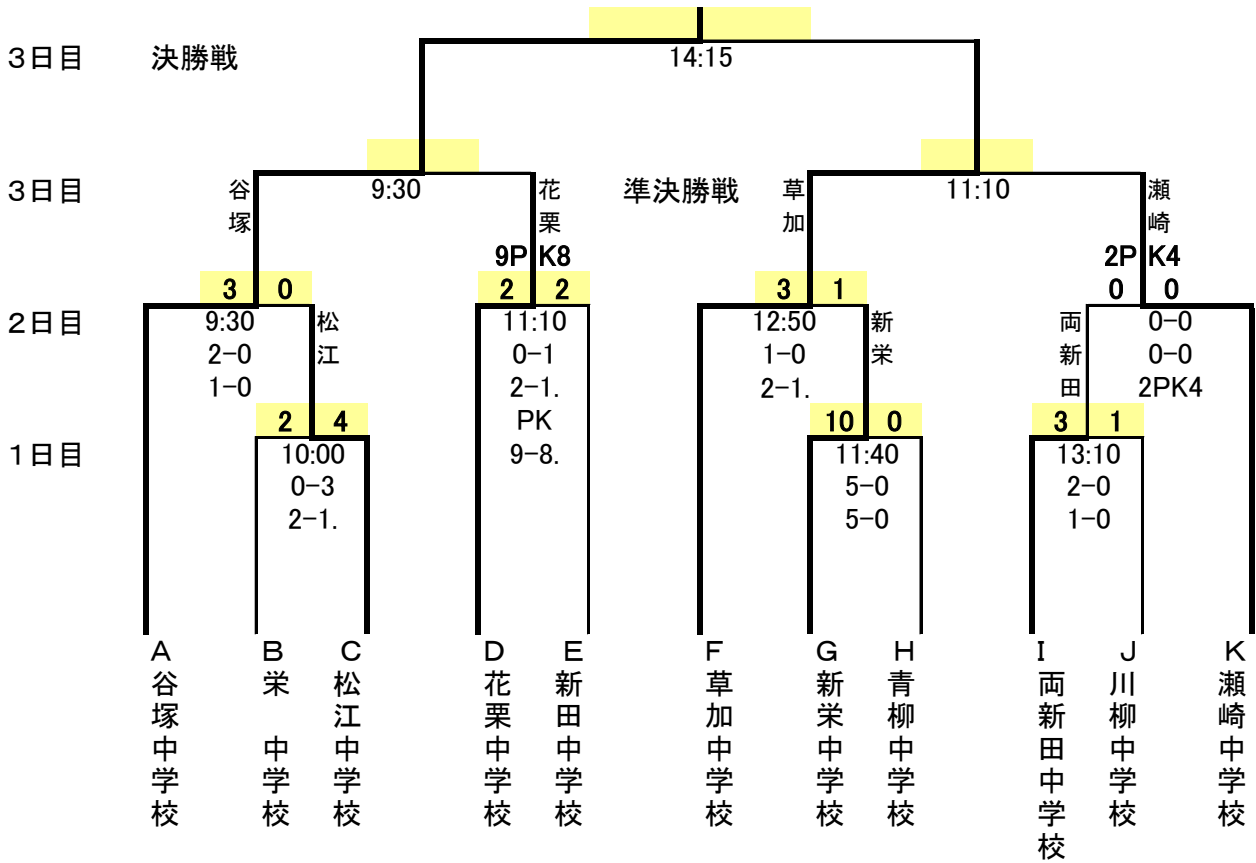 3日目 決勝戦 14:15
3日目 谷塚 9:30 花栗 準決勝戦 草加 11:10 瀬崎
9PK8 2PK4
3 0 2 2 3 1 0 0
2日目 9:30 松江 11:10 12:50 新栄 両新田 0-0
2-0 0-1 1-0 0-0
1-0 2-1. 2-1. 2PK4
2 4 PK 10 0 3 1
1日目 10:00 9-8. 11:40 13:10
0-3 5-0 2-0
2-1. 5-0 1-0
A B C D E F G H I J K
谷塚中学校
栄 中学校
松江中学校
花栗中学校
新田中学校
草加中学校
新栄中学校
青柳中学校
両新田中学校
川柳中学校
瀬崎中学校